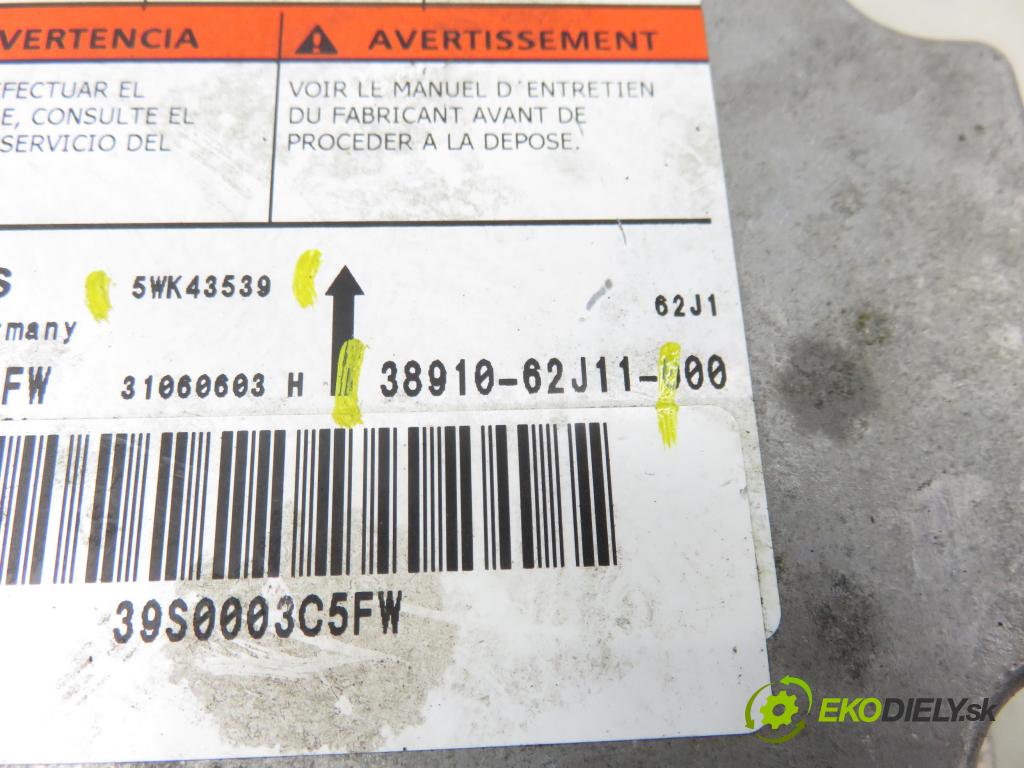 VERTENCIA
AVERTISSEMENT
FECTUAR EL
E, CONSULTE EL
SERVICIO DEL
VOIR LE MANUEL D'ENTRETIEN
DU FABRICANT AVANT DE
PROCEDER A LA DEPOSE.
S
5WK43539
62J1
rmany
FW
31060603 H
38910-62J11-000
39S0003C5FW
EKODIELY.sk